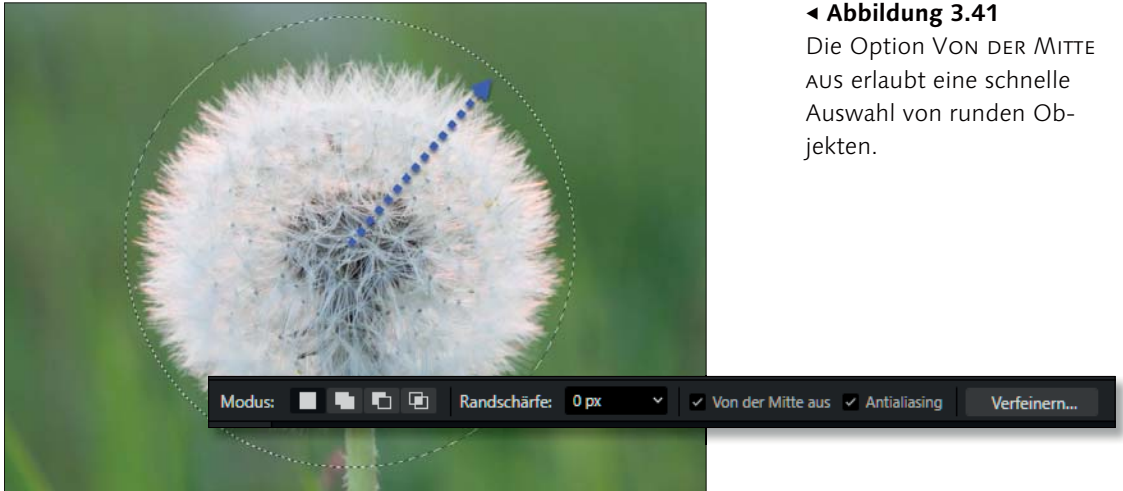 ◂ Abbildung 3.41
Die Option Von der Mitte
aus erlaubt eine schnelle
Auswahl von runden Ob-
jekten.
Modus: Randschärfe: 0 px Von der Mitte aus Antialiasing Verfeinern...